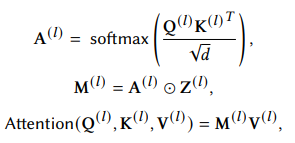 A^(l) = softmax( Q^(l) K^(l)^T / √d ),
M^(l) = A^(l) ⊙ Z^(l),
Attention(Q^(l), K^(l), V^(l)) = M^(l) V^(l),